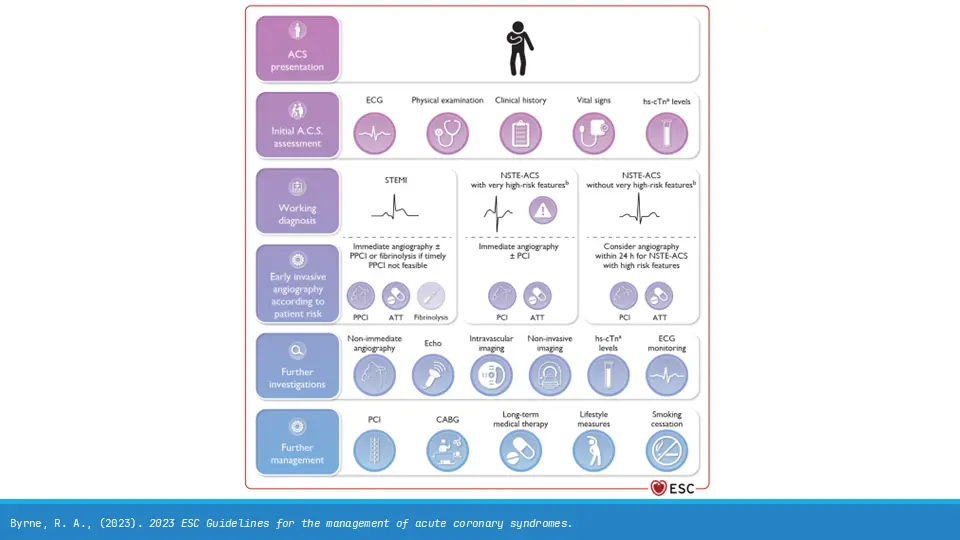 ACS
presentation
Initial A.C.S.
assessment
ECG
Physical examination
Clinical history
Vital signs
hs-cTnᵃ levels
Working
diagnosis
STEMI
NSTE-ACS
with very high-risk featuresᵇ
NSTE-ACS
without very high-risk featuresᵇ
Early invasive
angiography
according to
patient risk
Immediate angiography ±
PPCI or fibrinolysis if timely
PPCI not feasible
PPCI
ATT
Fibrinolysis
Immediate angiography
± PCI
PCI
ATT
Consider angiography
within 24 h for NSTE-ACS
with high risk features
PCI
ATT
Further
investigations
Non-immediate
angiography
Echo
Intravascular
imaging
Non-invasive
imaging
hs-cTnᵃ
levels
ECG
monitoring
Further
management
PCI
CABG
Long-term
medical therapy
Lifestyle
measures
Smoking
cessation
ESC
Byrne, R. A., (2023). 2023 ESC Guidelines for the management of acute coronary syndromes.